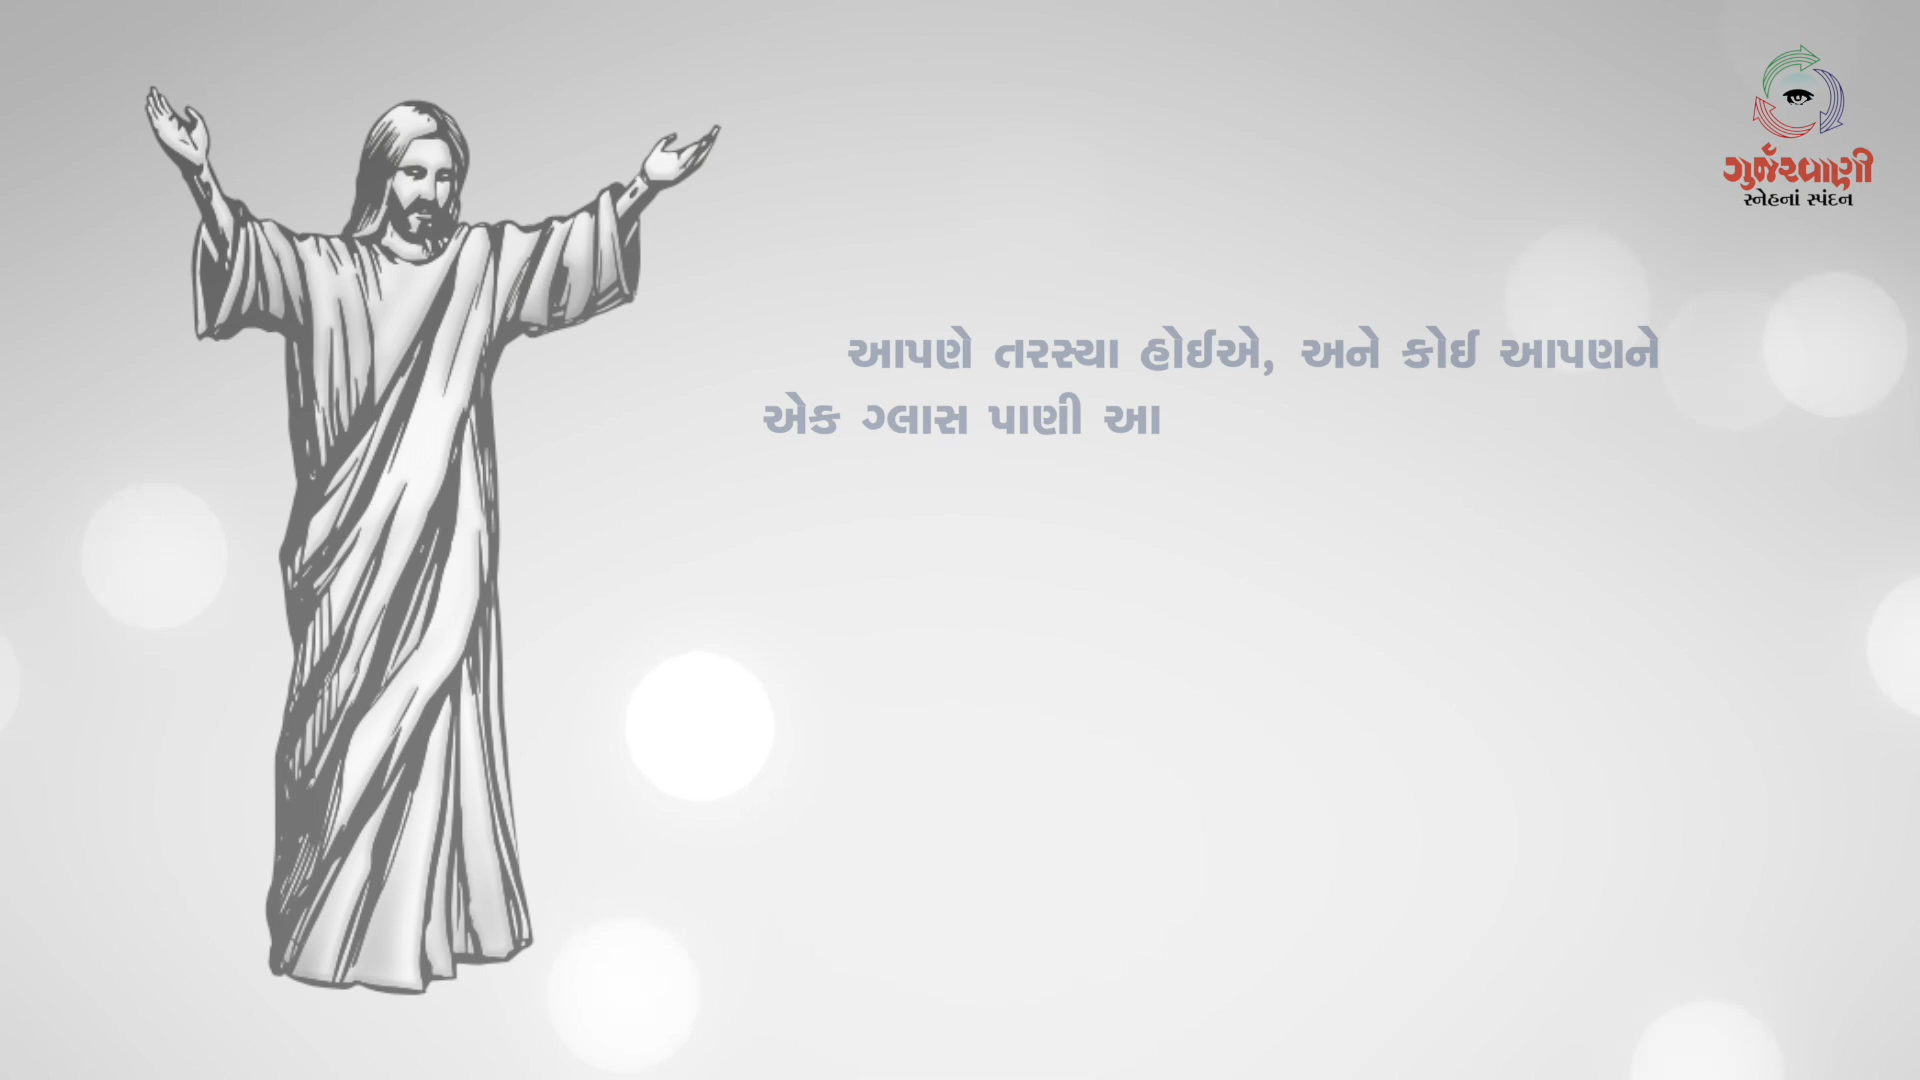 ગુર્જરવાણી
સ્નેહનાં સ્પંદન
આપણે તરસ્યા હોઈએ, અને કોઈ આપણને
એક ગ્લાસ પાણી આ